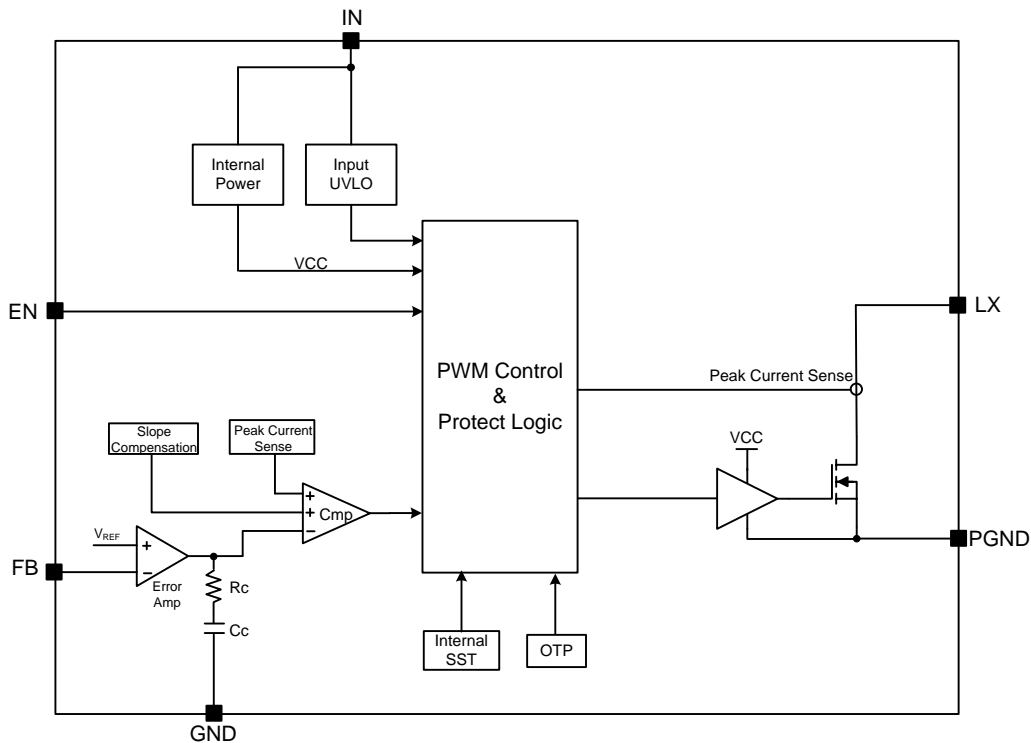 IN
Internal
Power
Input
UVLO
VCC
EN
LX
PWM Control
&
Protect Logic
Peak Current Sense
Slope
Compensation
Peak Current
Sense
VCC
+
+
−
Cmp
VREF
+
−
FB
Error
Amp
Rc
Cc
PGND
Internal
SST
OTP
GND